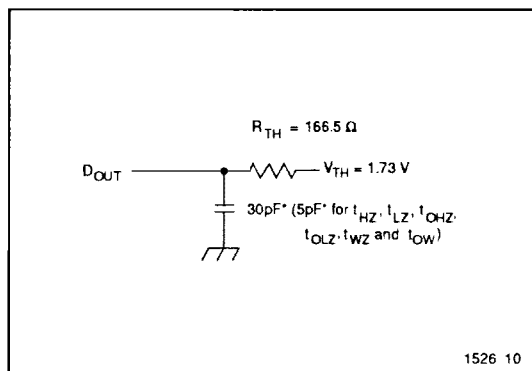 R_TH = 166.5 Ω
D_OUT
V_TH = 1.73 V
30pF* (5pF* for t_HZ, t_LZ, t_OHZ,
t_OLZ, t_WZ and t_OW)
1526 10